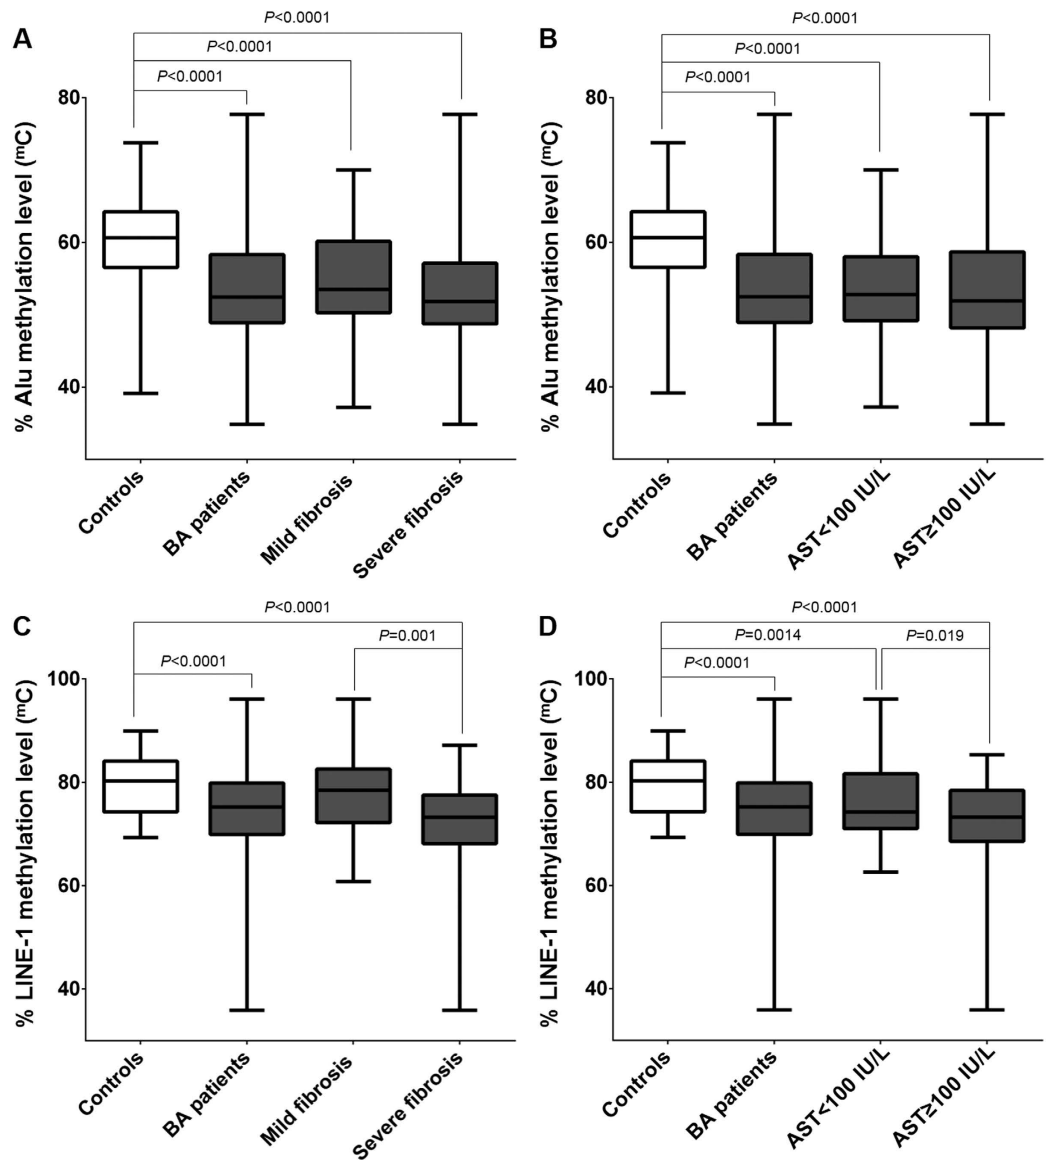 A
P<0.0001
P<0.0001
P<0.0001
% Alu methylation level (ᵐC)
80
60
40
Controls
BA patients
Mild fibrosis
Severe fibrosis
B
P<0.0001
P<0.0001
P<0.0001
% Alu methylation level (ᵐC)
80
60
40
Controls
BA patients
AST<100 IU/L
AST≥100 IU/L
C
P<0.0001
P=0.001
P<0.0001
% LINE-1 methylation level (ᵐC)
100
80
60
40
Controls
BA patients
Mild fibrosis
Severe fibrosis
D
P<0.0001
P=0.0014
P=0.019
P<0.0001
% LINE-1 methylation level (ᵐC)
100
80
60
40
Controls
BA patients
AST<100 IU/L
AST≥100 IU/L